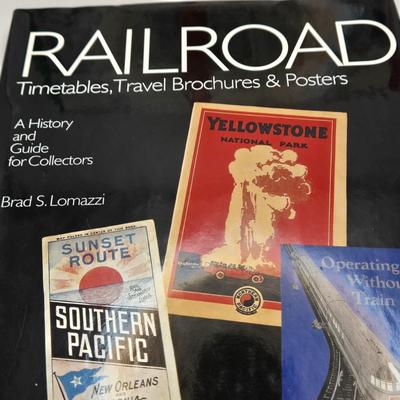 RAILROAD
Timetables, Travel Brochures & Posters
A History
and
Guide
for Collectors
Brad S. Lomazzi
YELLOWSTONE
NATIONAL PARK
SUNSET
ROUTE
SOUTHERN
PACIFIC
NEW ORLEANS
Operating
Without
Train